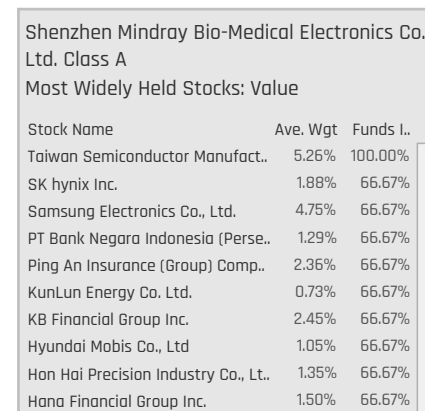 Shenzhen Mindray Bio-Medical Electronics Co.
Ltd. Class A
Most Widely Held Stocks: Value
Stock Name Ave. Wgt Funds I..
Taiwan Semiconductor Manufact.. 5.26% 100.00%
SK hynix Inc. 1.88% 66.67%
Samsung Electronics Co., Ltd. 4.75% 66.67%
PT Bank Negara Indonesia (Perse.. 1.29% 66.67%
Ping An Insurance (Group) Comp.. 2.36% 66.67%
KunLun Energy Co. Ltd. 0.73% 66.67%
KB Financial Group Inc. 2.45% 66.67%
Hyundai Mobis Co., Ltd 1.05% 66.67%
Hon Hai Precision Industry Co., Lt.. 1.35% 66.67%
Hana Financial Group Inc. 1.50% 66.67%